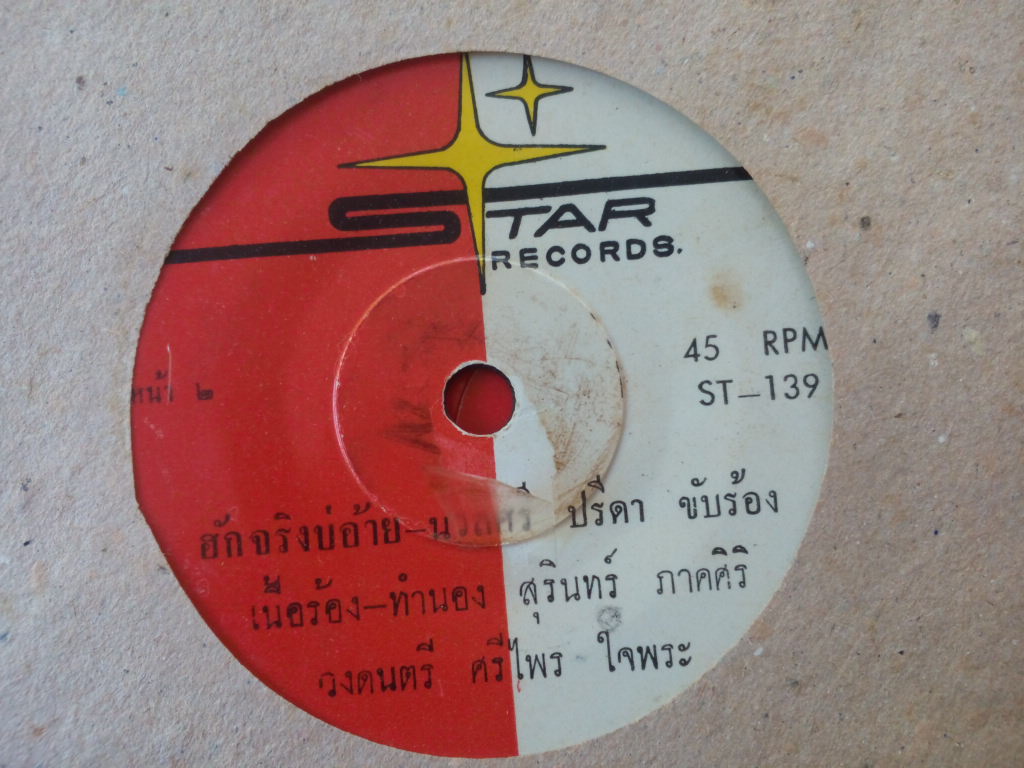 STAR
RECORDS.
45 RPM
ST-139
หน้า ๒
ฮักจริงบ่อ้าย- ปรีดา ขับร้อง
เนื้อร้อง-ทำนอง สุรินทร์ ภาคศิริ
วงดนตรี ศรีไพร ใจพระ